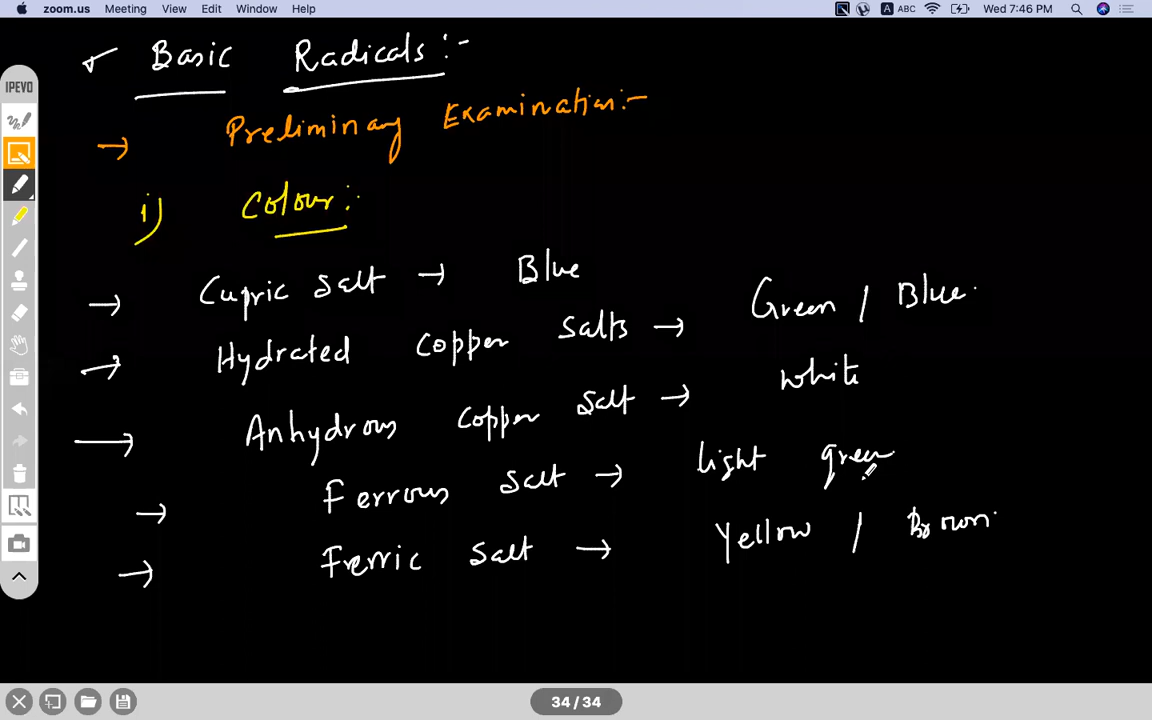 zoom.us Meeting View Edit Window Help A ABC Wed 7:46 PM
IPEVO
Basic Radicals :-
→ Preliminary Examination:-
i) Colour :
→ Cupric salt → Blue
→ Hydrated Copper salts → Green / Blue
→ Anhydrous Copper salt → white
→ Ferrous salt → light green
→ Ferric salt → Yellow / Brown
34 / 34